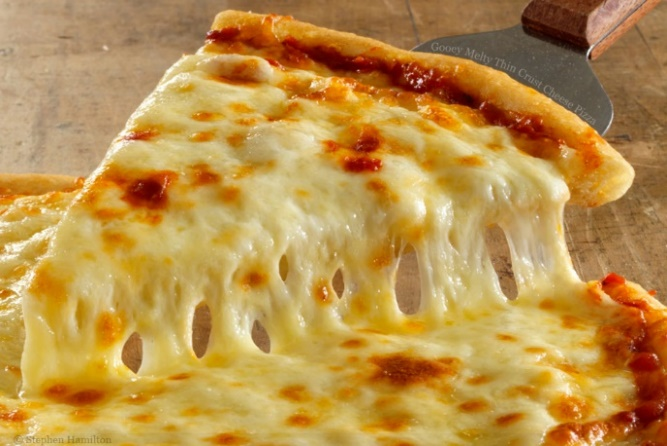 Gooey Melty Thin Crust Cheese Pizza
© Stephen Hamilton